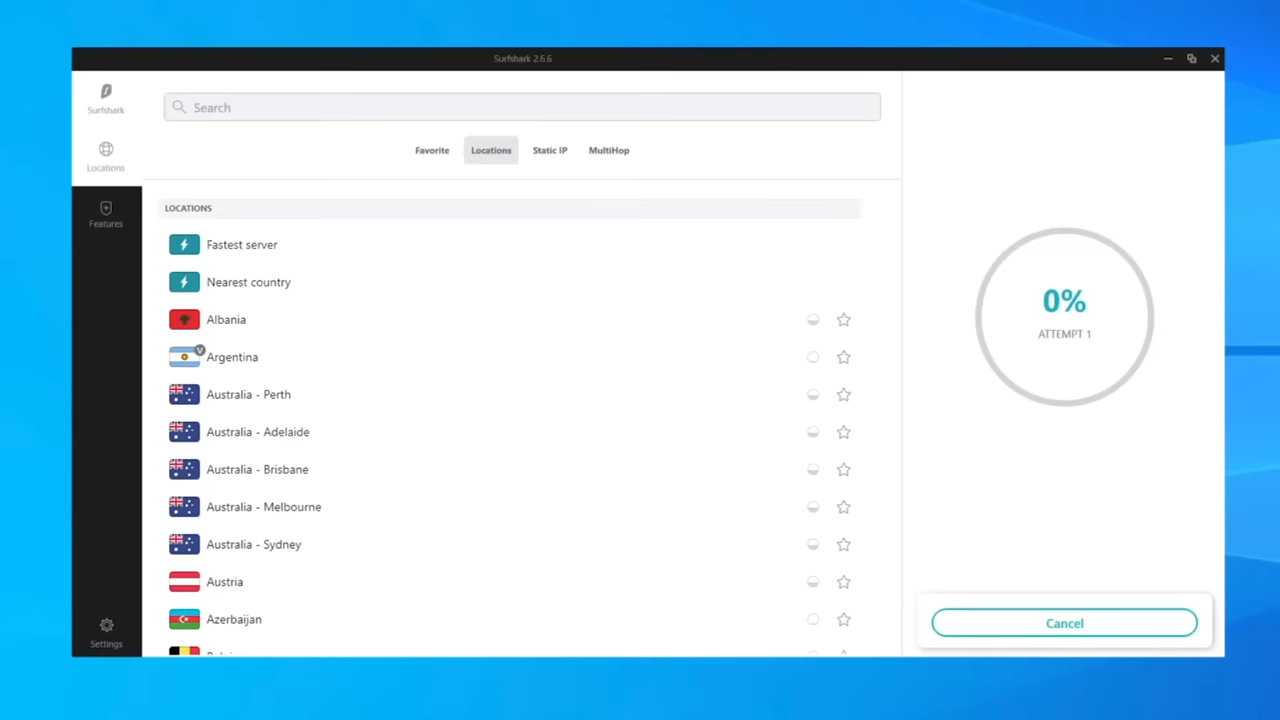 Surfshark 2.6.6
Surfshark
Locations
Features
Settings
Search
Favorite
Locations
Static IP
MultiHop
LOCATIONS
Fastest server
Nearest country
Albania
V
Argentina
Australia - Perth
Australia - Adelaide
Australia - Brisbane
Australia - Melbourne
Australia - Sydney
Austria
Azerbaijan
0%
ATTEMPT 1
Cancel